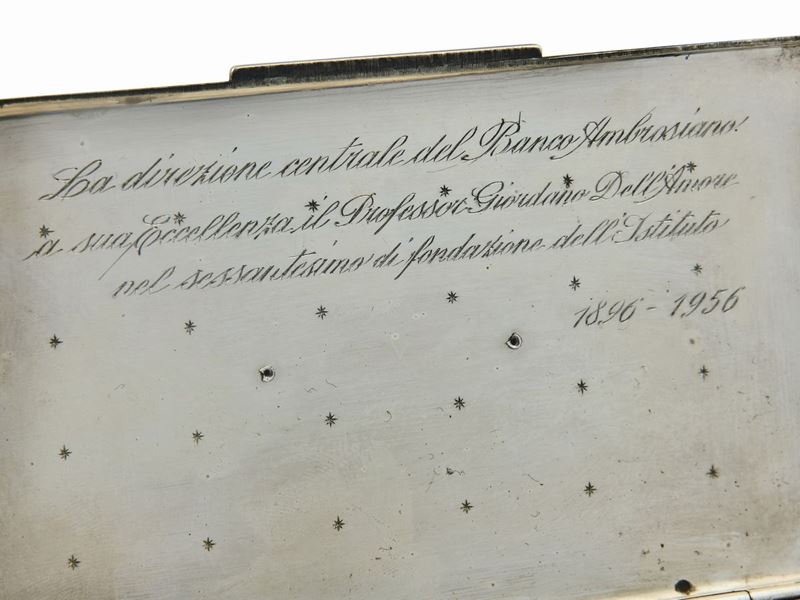 La direzione centrale del Banco Ambrosiano
a sua Eccellenza il Professor Giordano Dell'Amore
nel sessantesimo di fondazione dell'Istituto
1896 - 1956